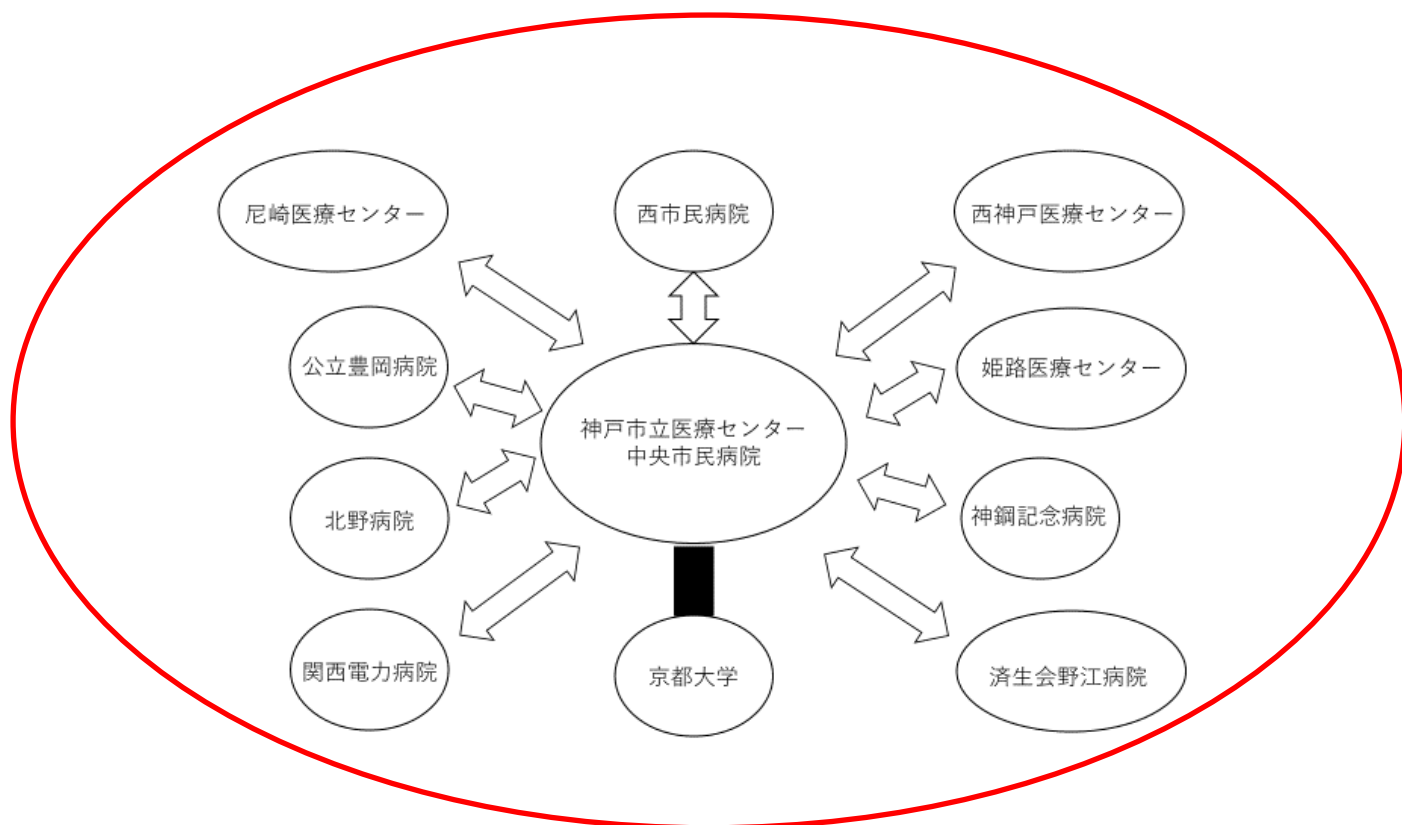 尼崎医療センター
西市民病院
西神戸医療センター
公立豊岡病院
姫路医療センター
神戸市立医療センター
中央市民病院
北野病院
神鋼記念病院
関西電力病院
京都大学
済生会野江病院